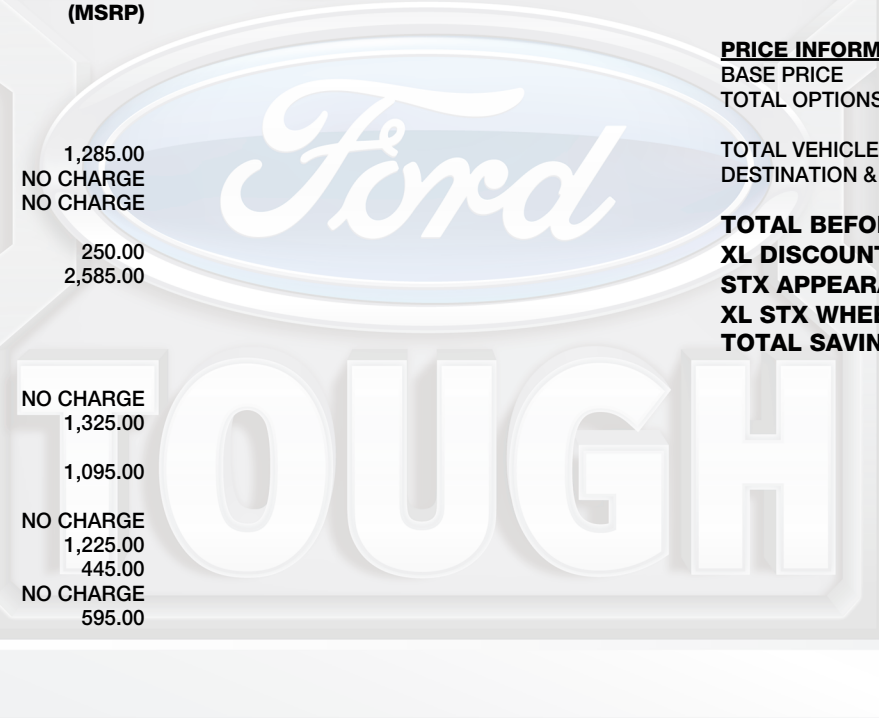 (MSRP)
1,285.00
NO CHARGE
NO CHARGE
250.00
2,585.00
NO CHARGE
1,325.00
1,095.00
NO CHARGE
1,225.00
445.00
NO CHARGE
595.00
PRICE INFORM
BASE PRICE
TOTAL OPTIONS
TOTAL VEHICLE
DESTINATION &
TOTAL BEFO
XL DISCOUNT
STX APPEAR
XL STX WHE
TOTAL SAVIN
Ford
TOUGH